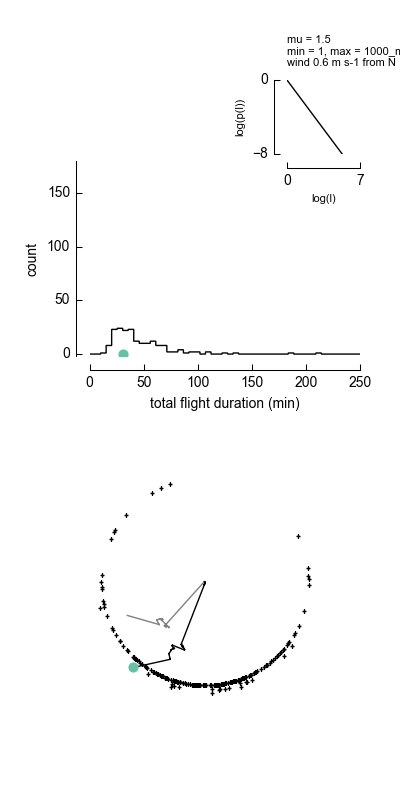 mu = 1.5
min = 1, max = 1000_m
wind 0.6 m s-1 from N
0
log(p(l))
−8
0
7
log(l)
150
100
50
0
count
0
50
100
150
200
250
total flight duration (min)